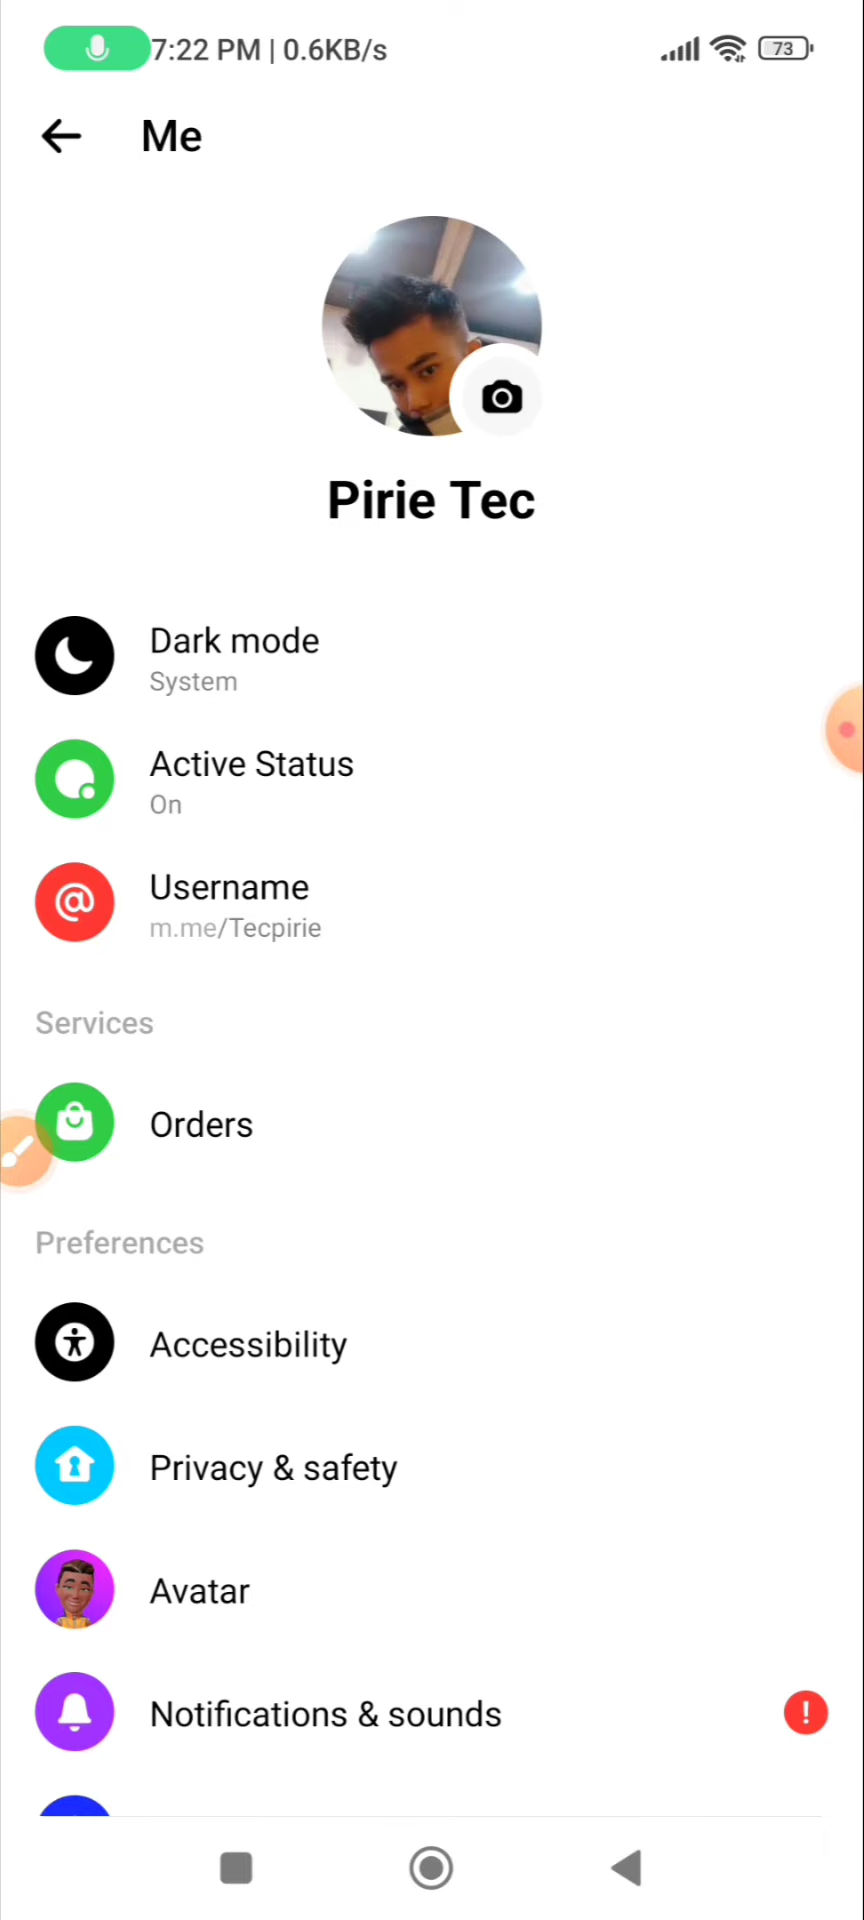 7:22 PM | 0.6KB/s 73
Me
Pirie Tec
Dark mode
System
Active Status
On
Username
m.me/Tecpirie
Services
Orders
Preferences
Accessibility
Privacy & safety
Avatar
Notifications & sounds